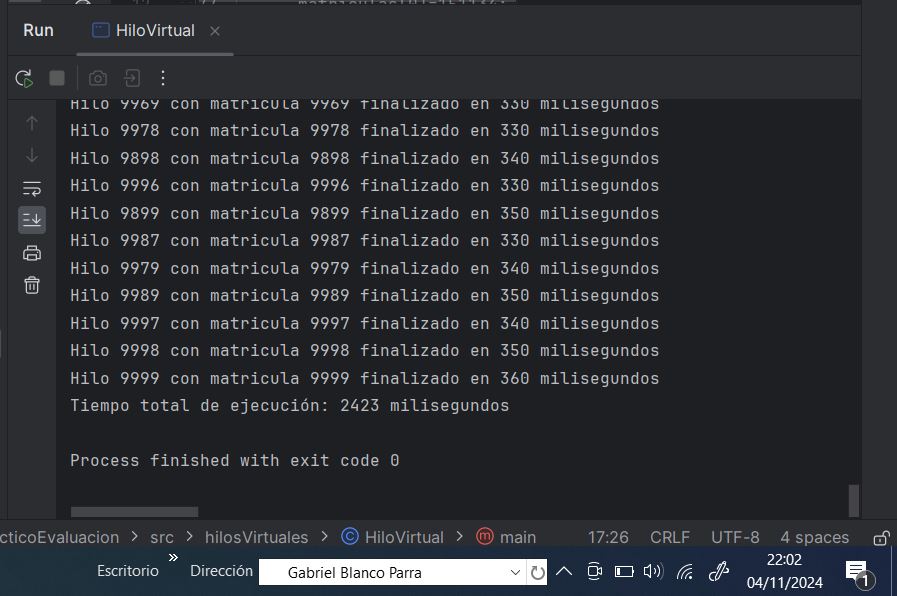 Run HiloVirtual
Hilo 9969 con matricula 9969 finalizado en 330 milisegundos
Hilo 9978 con matricula 9978 finalizado en 330 milisegundos
Hilo 9898 con matricula 9898 finalizado en 340 milisegundos
Hilo 9996 con matricula 9996 finalizado en 330 milisegundos
Hilo 9899 con matricula 9899 finalizado en 350 milisegundos
Hilo 9987 con matricula 9987 finalizado en 330 milisegundos
Hilo 9979 con matricula 9979 finalizado en 340 milisegundos
Hilo 9989 con matricula 9989 finalizado en 350 milisegundos
Hilo 9997 con matricula 9997 finalizado en 340 milisegundos
Hilo 9998 con matricula 9998 finalizado en 350 milisegundos
Hilo 9999 con matricula 9999 finalizado en 360 milisegundos
Tiempo total de ejecución: 2423 milisegundos
Process finished with exit code 0
cticoEvaluacion > src > hilosVirtuales > C HiloVirtual > m main 17:26 CRLF UTF-8 4 spaces
Escritorio » Dirección Gabriel Blanco Parra 22:02
04/11/2024 1